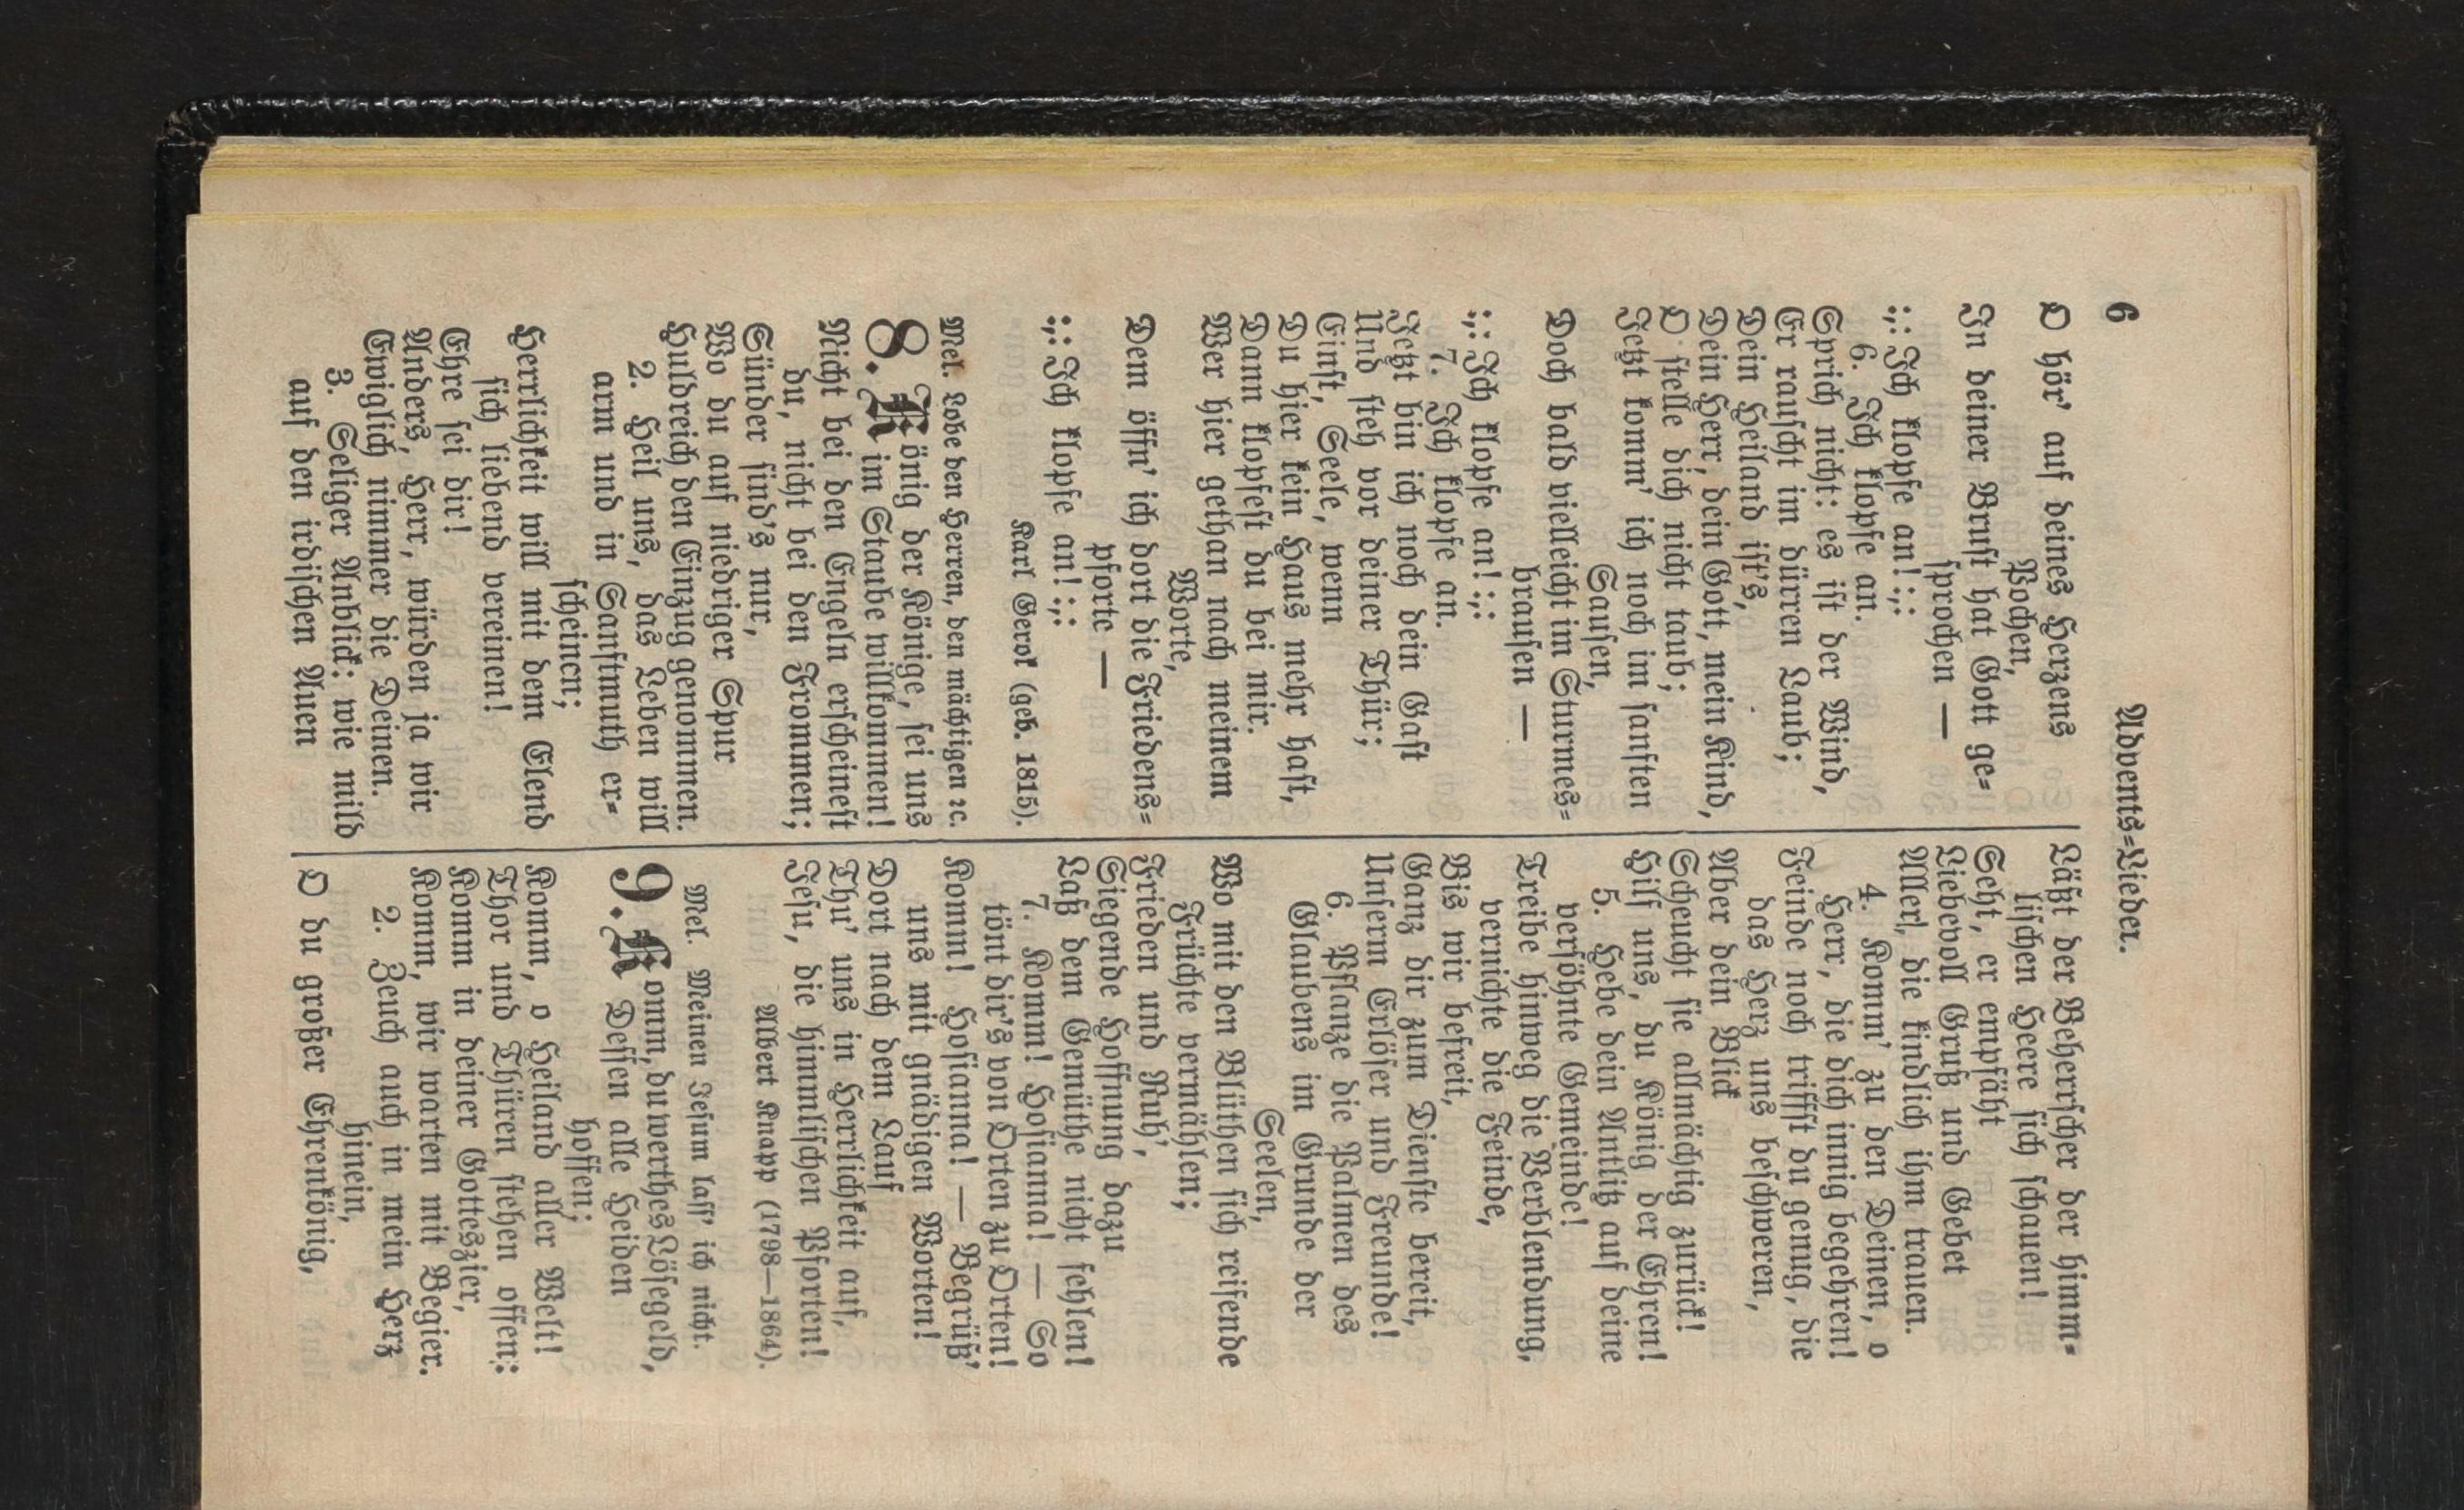 6
Advents=Lieder.
O hör' auf deines Herzens
Pochen,
In deiner Brust hat Gott ge=
sprochen —
:,: Ich klopfe an! :,:
6. Ich klopfe an.
Sprich nicht: es ist der Wind,
Er rauscht im dürren Laub;
Dein Heiland ist's,
Dein Herr, dein Gott, mein Kind,
O stelle dich nicht taub;
Jetzt komm' ich noch im sanften
Sausen,
Doch bald vielleicht im Sturmes=
brausen —
:,: Ich klopfe an! :,:
7. Ich klopfe an.
Jetzt bin ich noch dein Gast
Und steh vor deiner Thür;
Einst, Seele, wenn
Du hier kein Haus mehr hast,
Dann klopfest du bei mir.
Wer hier gethan nach meinem
Worte,
Dem öffn' ich dort die Friedens=
pforte —
:,: Ich klopfe an! :,:
Karl Gerok (geb. 1815).
Mel. Lobe den Herren, den mächtigen ꝛc.
8. König der Könige, sei uns
im Staube willkommen!
Nicht bei den Engeln erscheinest
du, nicht bei den Frommen;
Sünder sind's nur,
Wo du auf niedriger Spur
Huldreich den Einzug genommen.
2. Heil uns, das Leben will
arm und in Sanftmuth er=
scheinen;
Herrlichkeit will mit dem Elend
sich liebend vereinen!
Ehre sei dir!
Anders, Herr, würden ja wir
Ewiglich nimmer die Deinen.
3. Seliger Anblick: wie mild
auf den irdischen Auen
Läßt der Beherrscher der himm=
lischen Heere sich schauen!
Seht, er empfäht
Liebevoll Gruß und Gebet
Aller, die kindlich ihm trauen.
4. Komm' zu den Deinen, o
Herr, die dich innig begehren!
Feinde noch triffst du genug, die
das Herz uns beschweren,
Aber dein Blick
Scheucht sie allmächtig zurück!
Hilf uns, du König der Ehren!
5. Hebe dein Antlitz auf deine
versöhnte Gemeinde!
Treibe hinweg die Verblendung,
vernichte die Feinde,
Bis wir befreit,
Ganz dir zum Dienste bereit,
Unserm Erlöser und Freunde!
6. Pflanze die Palmen des
Glaubens im Grunde der
Seelen,
Wo mit den Blüthen sich reifende
Früchte vermählen;
Frieden und Ruh',
Siegende Hoffnung dazu
Laß dem Gemüthe nicht fehlen!
7. Komm! Hosianna! — So
tönt dir's von Orten zu Orten!
Komm! Hosianna! — Begrüß'
uns mit gnädigen Worten!
Dort nach dem Lauf
Thu' uns in Herrlichkeit auf,
Jesu, die himmlischen Pforten!
Albert Knapp (1798—1864).
Mel. Meinen Jesum lass' ich nicht.
9. Komm, du werthes Lösegeld,
Dessen alle Heiden
hoffen;
Komm, o Heiland aller Welt!
Thor und Thüren stehen offen:
Komm in deiner Gotteszier,
Komm, wir warten mit Begier.
2. Zeuch auch in mein Herz
hinein,
O du großer Ehrenkönig,